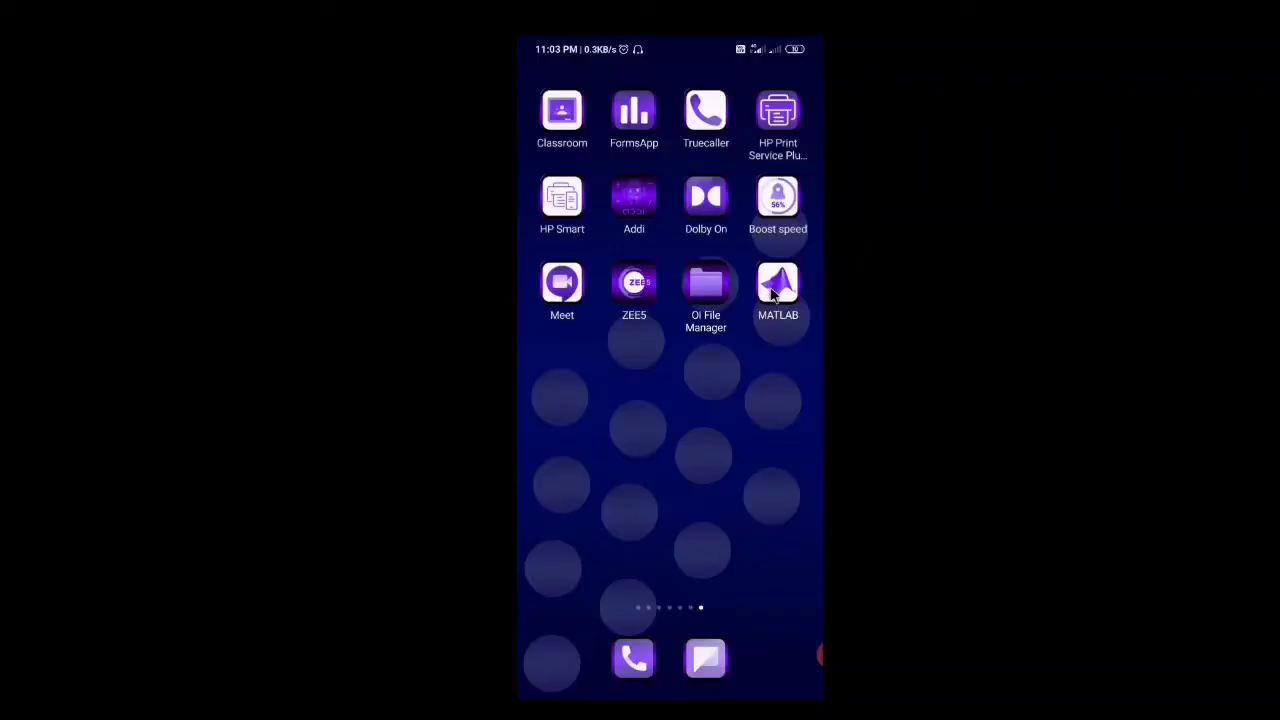 11:03 PM | 0.3KB/s
Classroom FormsApp Truecaller HP Print
Service Plu...
56%
HP Smart Addi Dolby On Boost speed
ZEE5
Meet ZEE5 OI File MATLAB
Manager